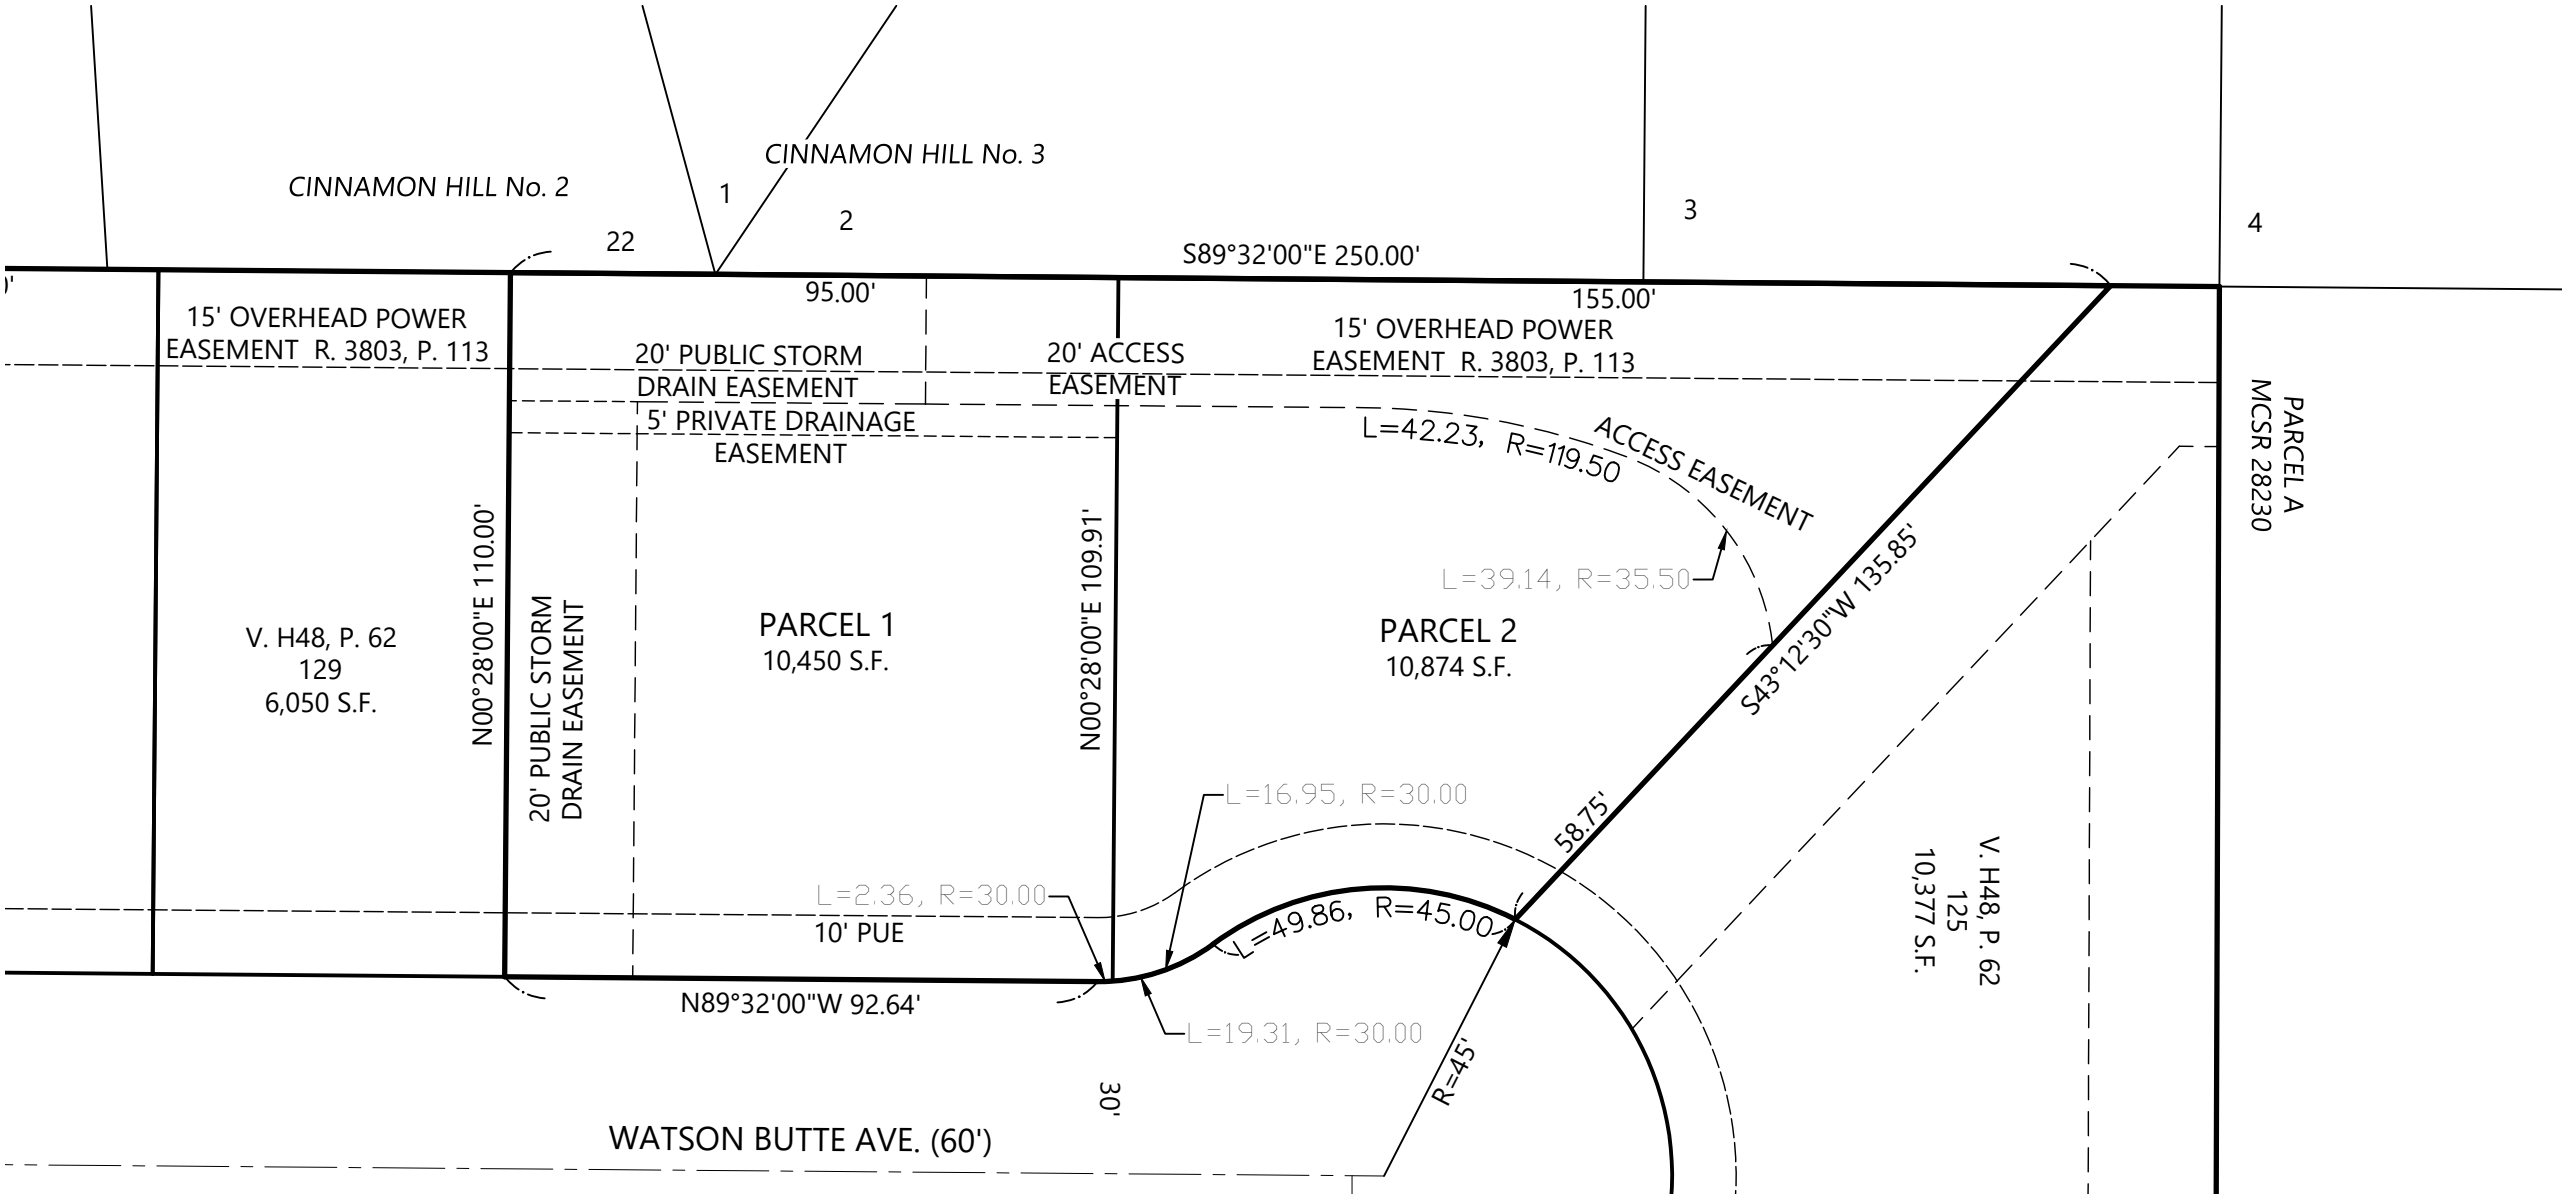 CINNAMON HILL No. 3
CINNAMON HILL No. 2
1
2
3
4
22
S89°32'00"E 250.00'
'
95.00'
155.00'
15' OVERHEAD POWER
EASEMENT R. 3803, P. 113
20' PUBLIC STORM
DRAIN EASEMENT
5' PRIVATE DRAINAGE
EASEMENT
20' ACCESS
EASEMENT
15' OVERHEAD POWER
EASEMENT R. 3803, P. 113
PARCEL A
MCSR 28230
L=42.23, R=119.50
ACCESS EASEMENT
L=39.14, R=35.50
N00°28'00"E 110.00'
N00°28'00"E 109.91'
S43°12'30"W 135.85'
V. H48, P. 62
129
6,050 S.F.
20' PUBLIC STORM
DRAIN EASEMENT
PARCEL 1
10,450 S.F.
PARCEL 2
10,874 S.F.
58.75'
L=16.95, R=30.00
L=2.36, R=30.00
10' PUE
L=49.86, R=45.00
V. H48, P. 62
125
10,377 S.F.
N89°32'00"W 92.64'
L=19.31, R=30.00
R=45'
30'
WATSON BUTTE AVE. (60')